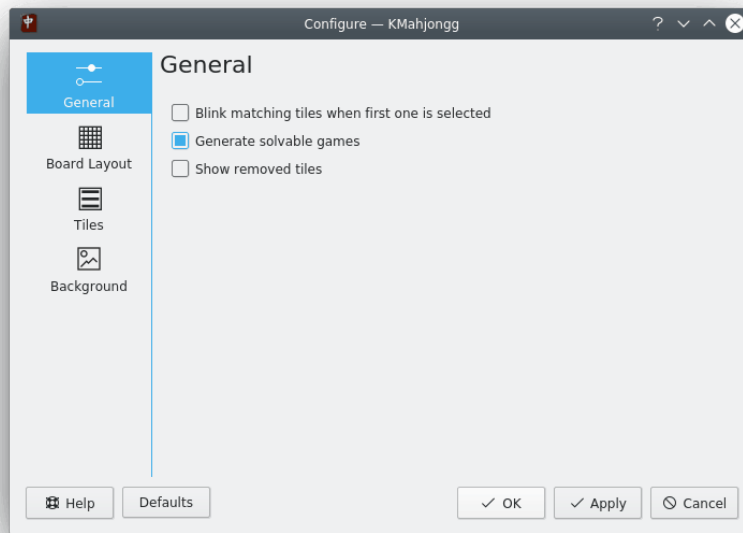 Configure — KMahjongg
General
General
Blink matching tiles when first one is selected
Generate solvable games
Show removed tiles
Board Layout
Tiles
Background
Help
Defaults
OK
Apply
Cancel